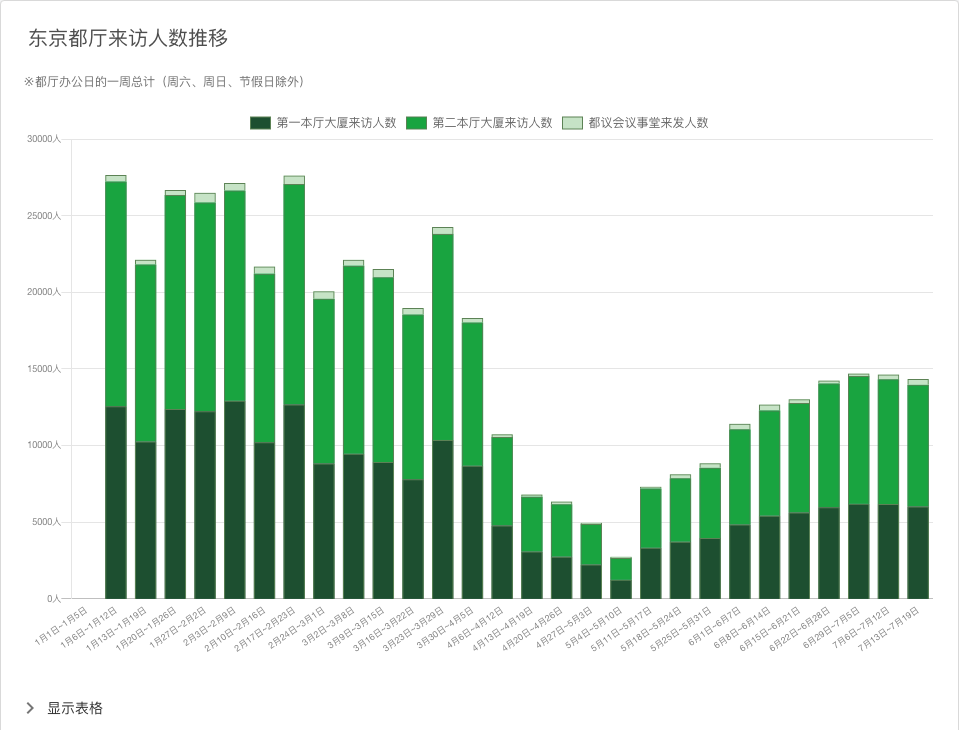 东京都厅来访人数推移
※都厅办公日的一周总计（周六、周日、节假日除外）
第一本厅大厦来访人数 第二本厅大厦来访人数 都议会议事堂来发人数
30000人
25000人
20000人
15000人
10000人
5000人
0人
1月1日~1月5日
1月6日~1月12日
1月13日~1月19日
1月20日~1月26日
1月27日~2月2日
2月3日~2月9日
2月10日~2月16日
2月17日~2月23日
2月24日~3月1日
3月2日~3月8日
3月9日~3月15日
3月16日~3月22日
3月23日~3月29日
3月30日~4月5日
4月6日~4月12日
4月13日~4月19日
4月20日~4月26日
4月27日~5月3日
5月4日~5月10日
5月11日~5月17日
5月18日~5月24日
5月25日~5月31日
6月1日~6月7日
6月8日~6月14日
6月15日~6月21日
6月22日~6月28日
6月29日~7月5日
7月6日~7月12日
7月13日~7月19日
显示表格